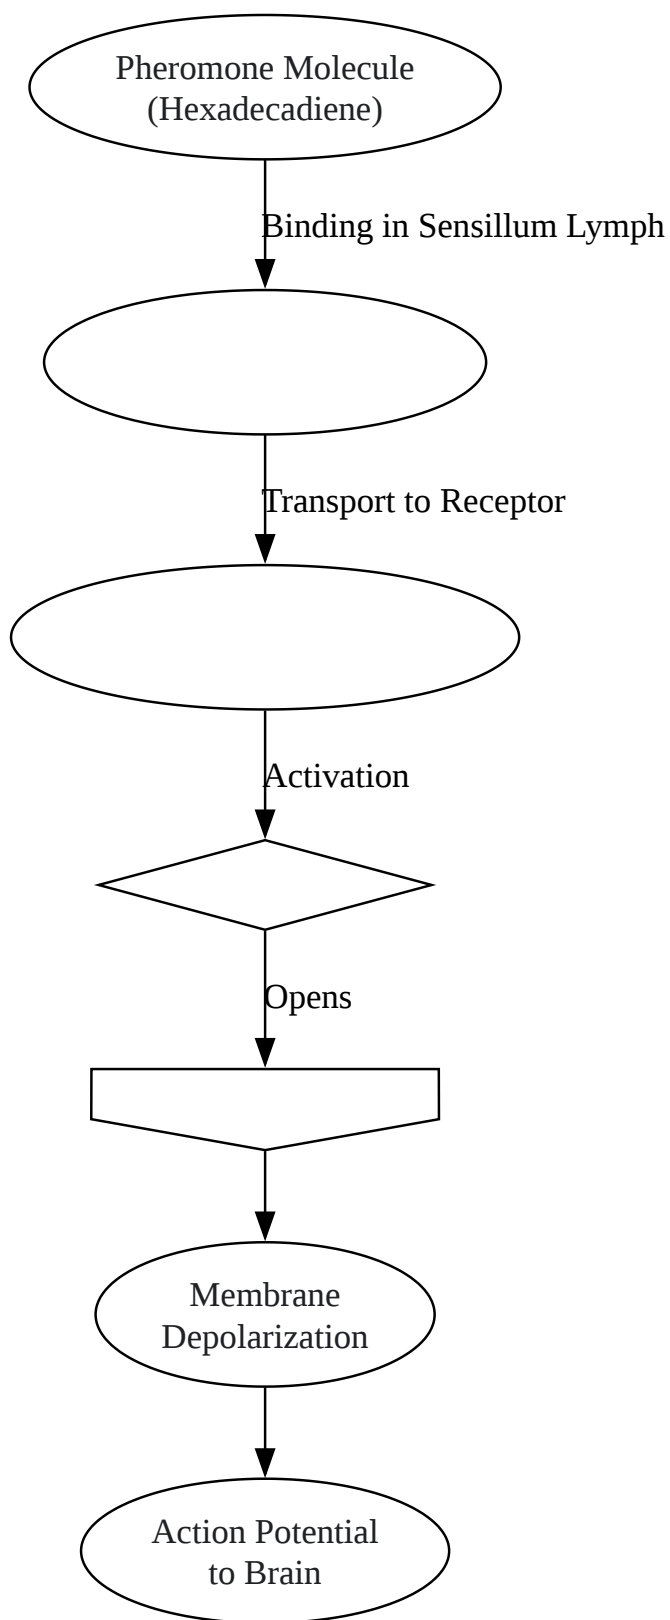 Pheromone Molecule
(Hexadecadiene)
Binding in Sensillum Lymph
Transport to Receptor
Activation
Opens
Membrane
Depolarization
Action Potential
to Brain